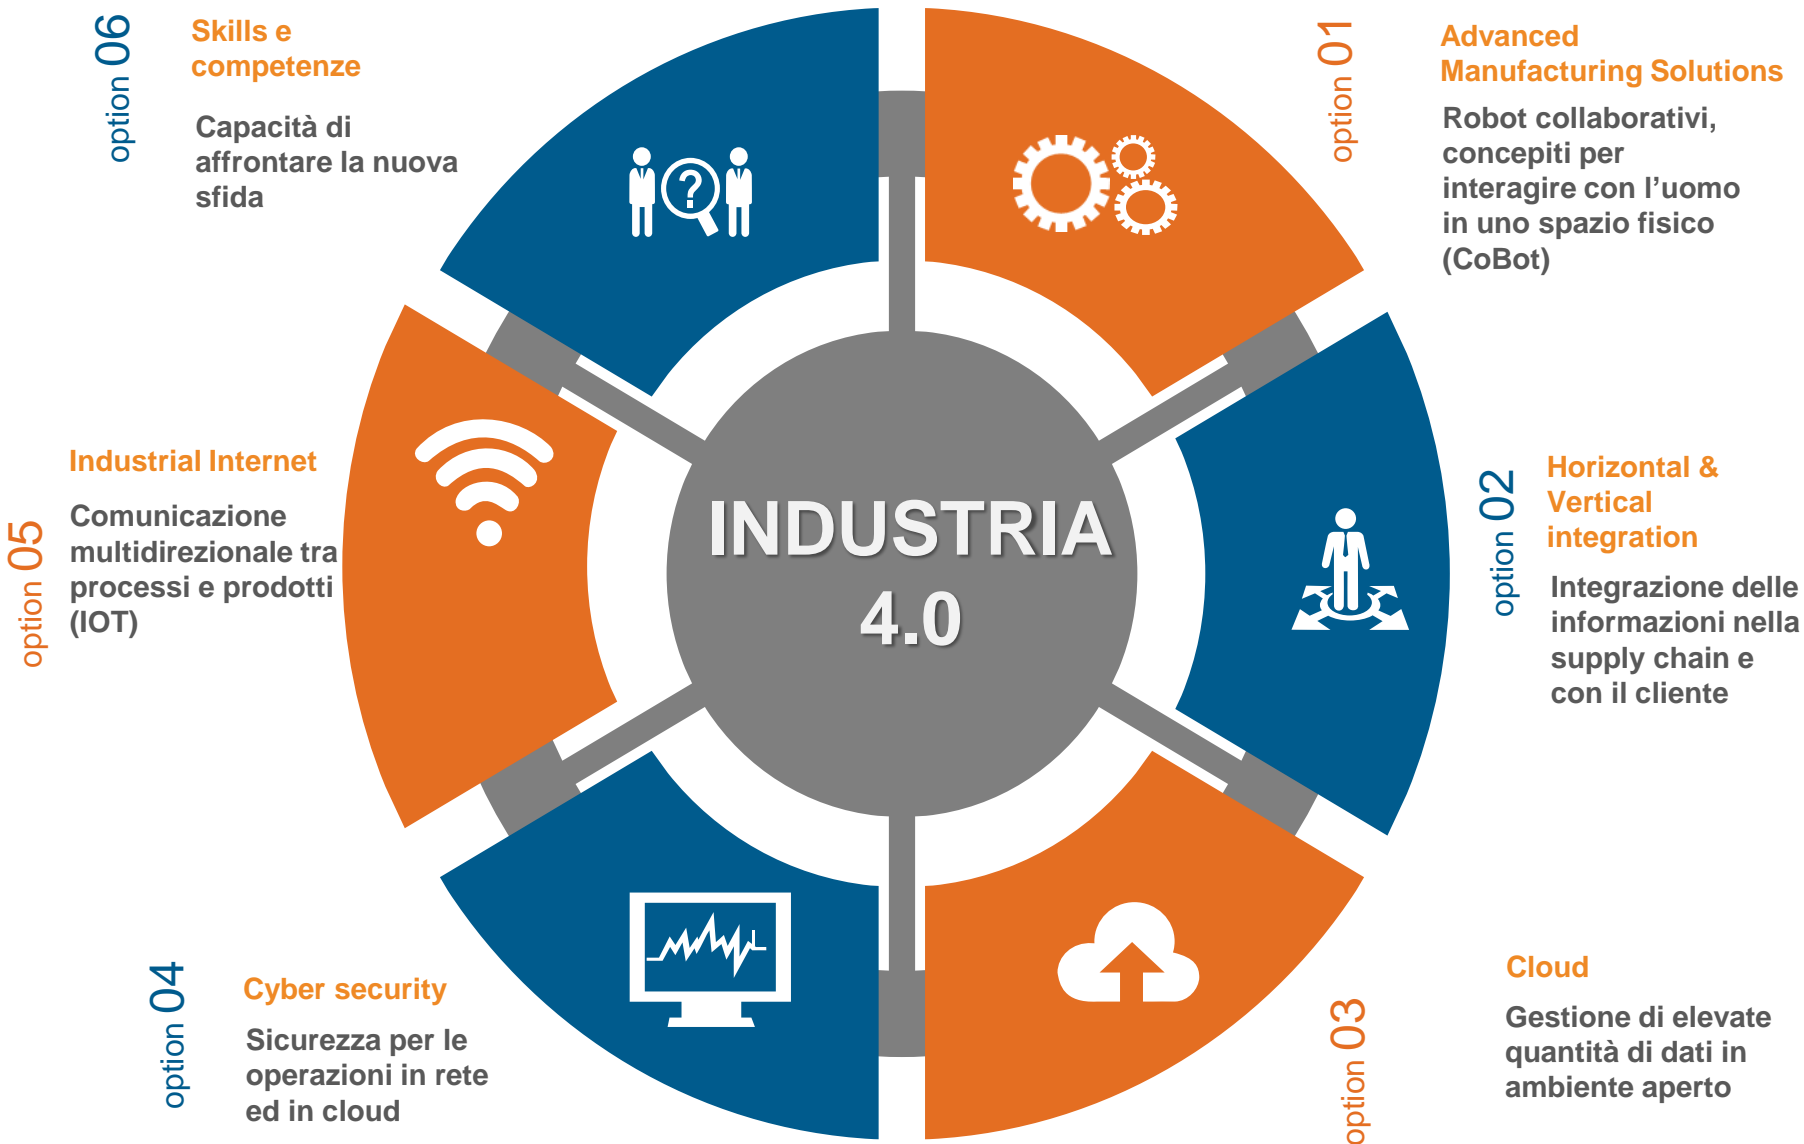 INDUSTRIA
4.0
option 01
Advanced
Manufacturing Solutions
Robot collaborativi,
concepiti per
interagire con l’uomo
in uno spazio fisico
(CoBot)
option 02
Horizontal &
Vertical
integration
Integrazione delle
informazioni nella
supply chain e
con il cliente
option 03
Cloud
Gestione di elevate
quantità di dati in
ambiente aperto
option 04
Cyber security
Sicurezza per le
operazioni in rete
ed in cloud
option 05
Industrial Internet
Comunicazione
multidirezionale tra
processi e prodotti
(IOT)
option 06
Skills e
competenze
Capacità di
affrontare la nuova
sfida
?